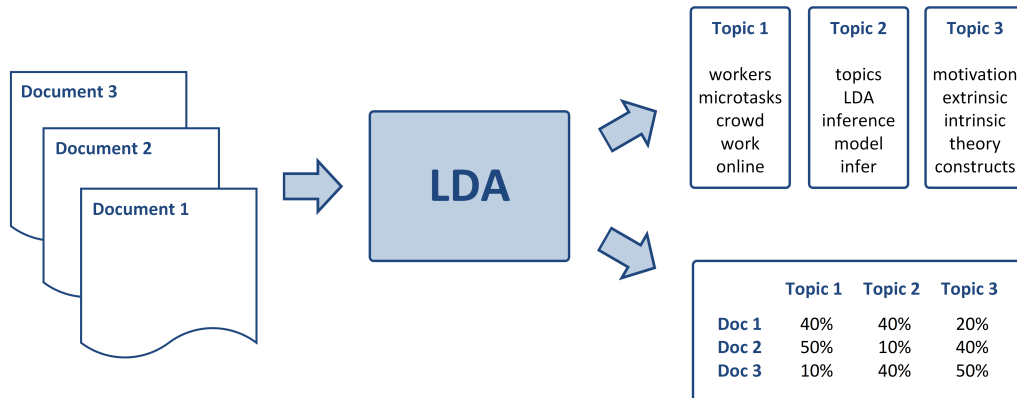 Document 3
Document 2
Document 1
LDA
Topic 1
workers
microtasks
crowd
work
online
Topic 2
topics
LDA
inference
model
infer
Topic 3
motivation
extrinsic
intrinsic
theory
constructs
Topic 1 Topic 2 Topic 3
Doc 1 40% 40% 20%
Doc 2 50% 10% 40%
Doc 3 10% 40% 50%